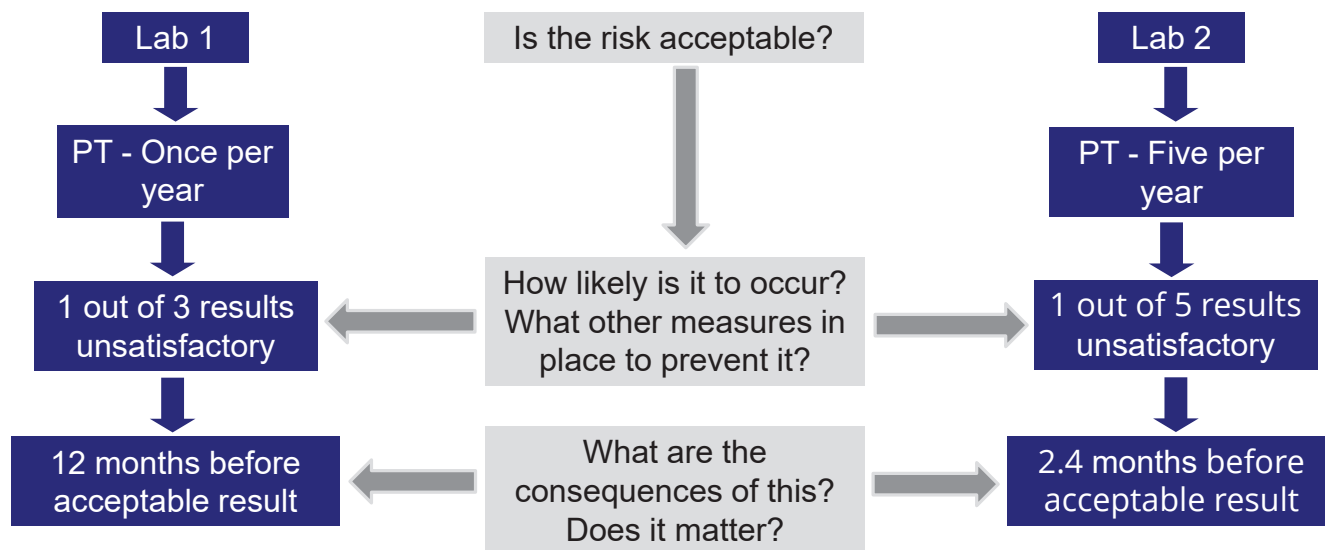 Lab 1
PT - Once per
year
1 out of 3 results
unsatisfactory
12 months before
acceptable result
Is the risk acceptable?
How likely is it to occur?
What other measures in
place to prevent it?
What are the
consequences of this?
Does it matter?
Lab 2
PT - Five per
year
1 out of 5 results
unsatisfactory
2.4 months before
acceptable result